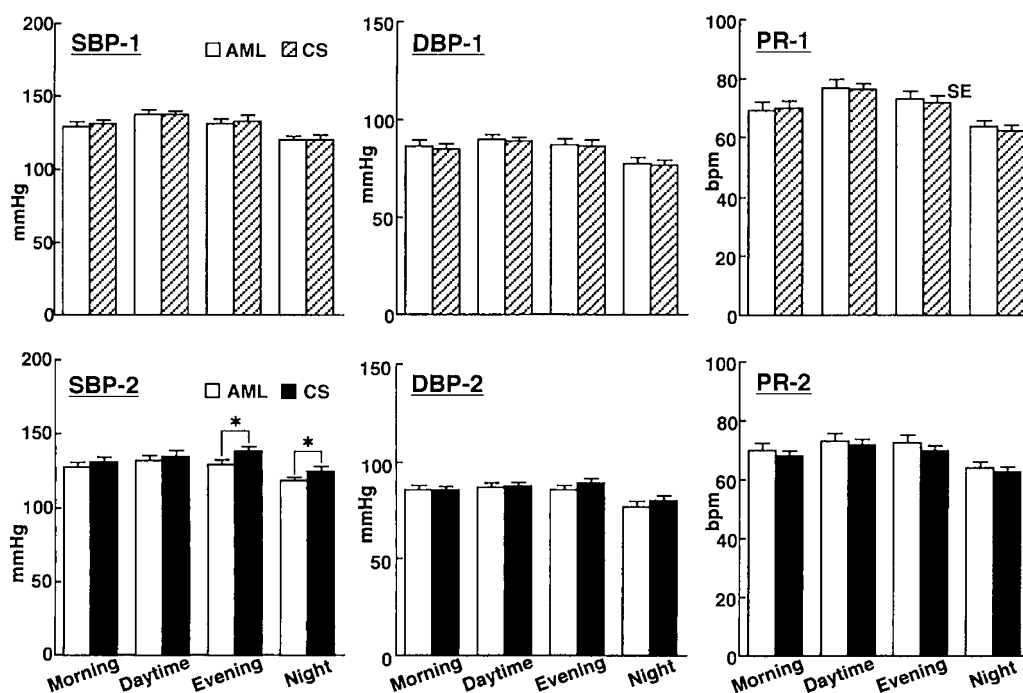 SBP-1
AML CS
200
150
100
50
0
mmHg
DBP-1
150
100
50
0
mmHg
PR-1
SE
100
80
60
40
20
0
bpm
SBP-2
AML CS
* *
200
150
100
50
0
mmHg
Morning Daytime Evening Night
DBP-2
150
100
50
0
mmHg
Morning Daytime Evening Night
PR-2
100
80
60
40
20
0
bpm
Morning Daytime Evening Night